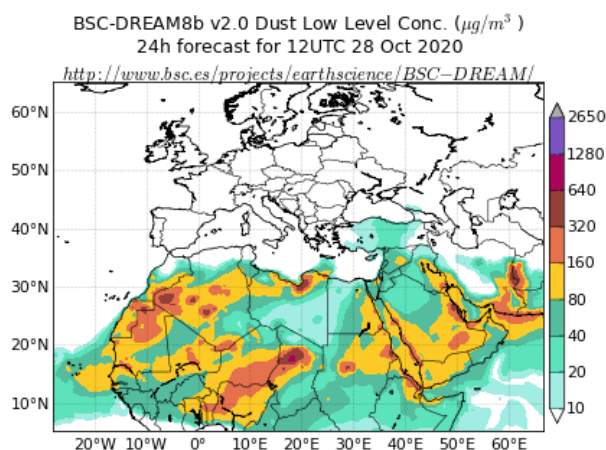 BSC-DREAM8b v2.0 Dust Low Level Conc. (μg/m³ )
24h forecast for 12UTC 28 Oct 2020
http://www.bsc.es/projects/earthscience/BSC−DREAM/
60°N
50°N
40°N
30°N
20°N
10°N
20°W 10°W 0° 10°E 20°E 30°E 40°E 50°E 60°E
2650
1280
640
320
160
80
40
20
10